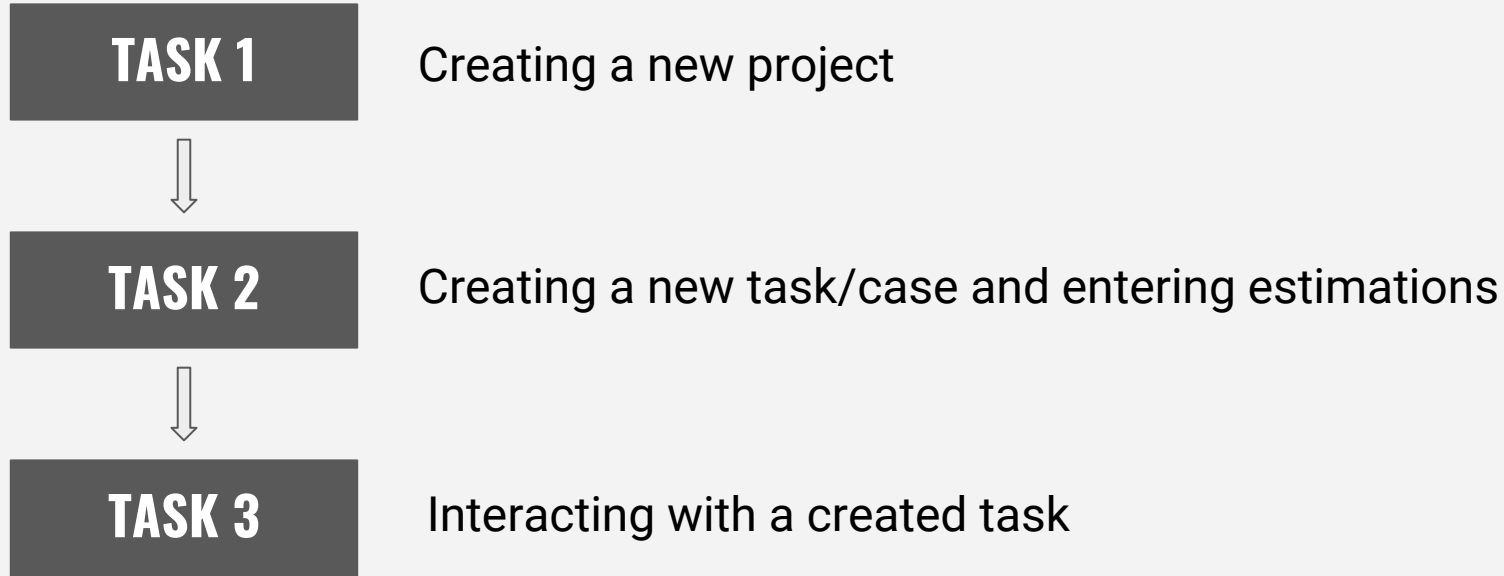 TASK 1
Creating a new project
TASK 2
Creating a new task/case and entering estimations
TASK 3
Interacting with a created task